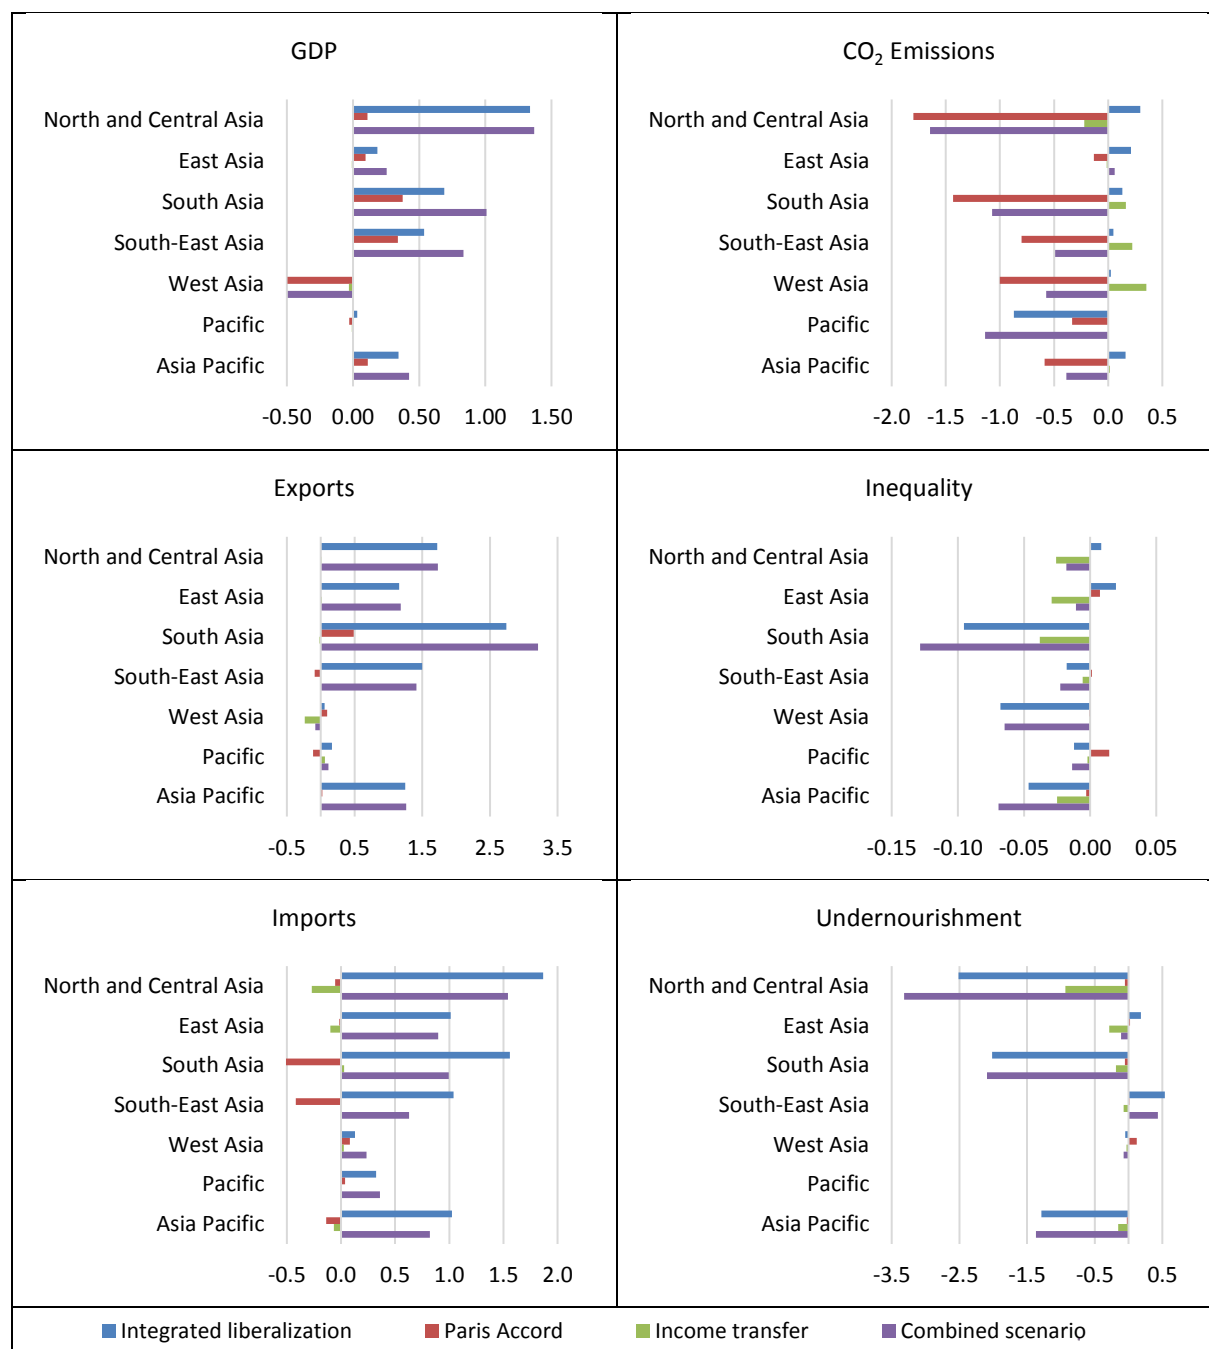 GDP
North and Central Asia
East Asia
South Asia
South-East Asia
West Asia
Pacific
Asia Pacific
-0.50 0.00 0.50 1.00 1.50
CO2 Emissions
North and Central Asia
East Asia
South Asia
South-East Asia
West Asia
Pacific
Asia Pacific
-2.0 -1.5 -1.0 -0.5 0.0 0.5
Exports
North and Central Asia
East Asia
South Asia
South-East Asia
West Asia
Pacific
Asia Pacific
-0.5 0.5 1.5 2.5 3.5
Inequality
North and Central Asia
East Asia
South Asia
South-East Asia
West Asia
Pacific
Asia Pacific
-0.15 -0.10 -0.05 0.00 0.05
Imports
North and Central Asia
East Asia
South Asia
South-East Asia
West Asia
Pacific
Asia Pacific
-0.5 0.0 0.5 1.0 1.5 2.0
Undernourishment
North and Central Asia
East Asia
South Asia
South-East Asia
West Asia
Pacific
Asia Pacific
-3.5 -2.5 -1.5 -0.5 0.5
Integrated liberalization Paris Accord Income transfer Combined scenario